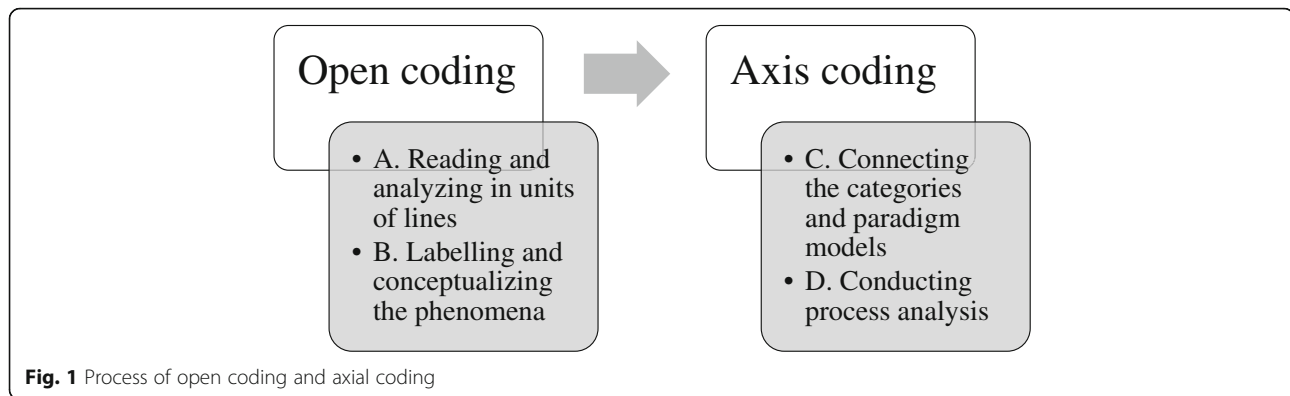 Open coding
• A. Reading and
analyzing in units
of lines
• B. Labelling and
conceptualizing
the phenomena
Axis coding
• C. Connecting
the categories
and paradigm
models
• D. Conducting
process analysis
Fig. 1 Process of open coding and axial coding